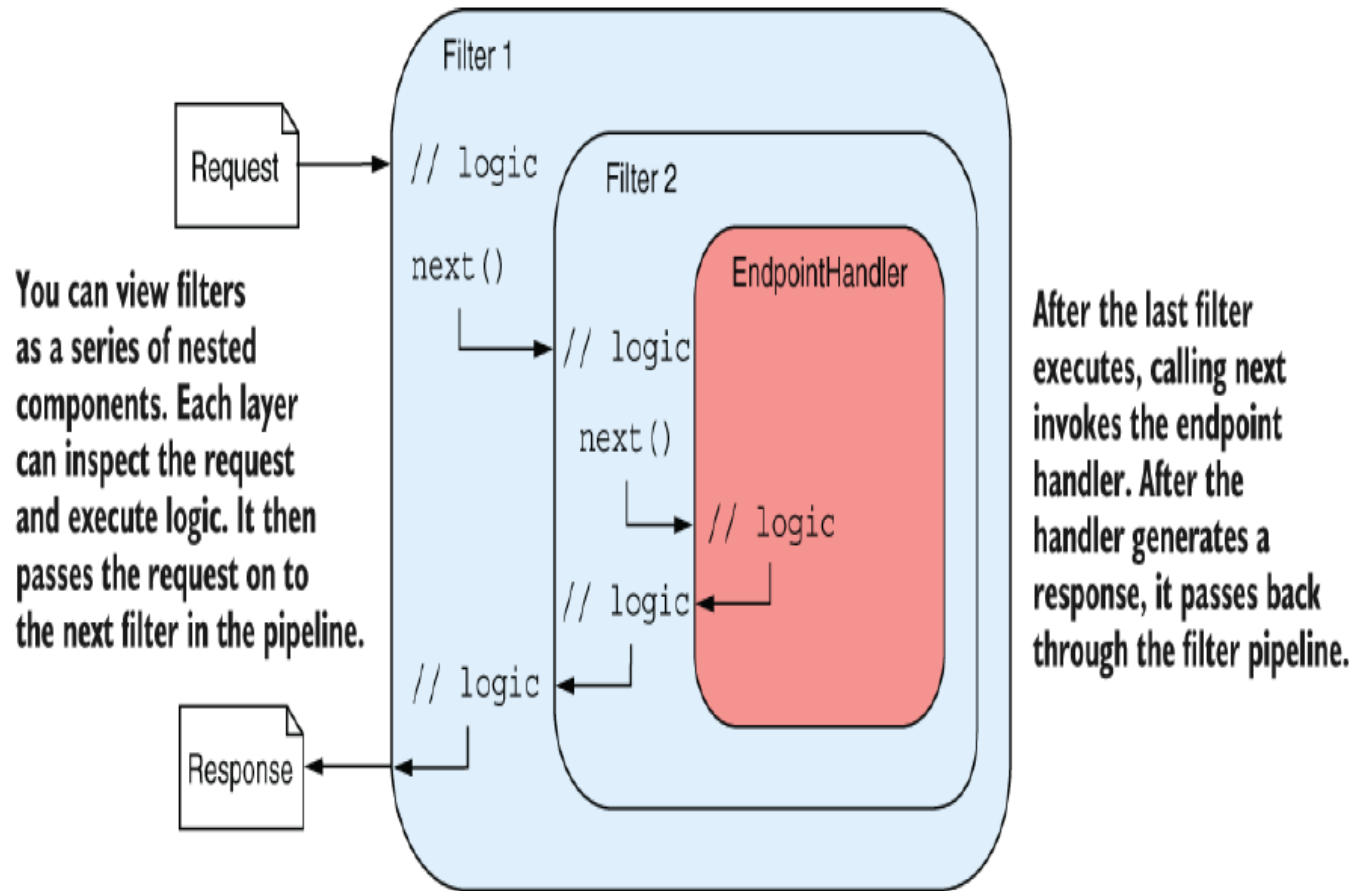 Filter 1
Request
// logic
Filter 2
next()
EndpointHandler
You can view filters
as a series of nested
components. Each layer
can inspect the request
and execute logic. It then
passes the request on to
the next filter in the pipeline.
// logic
next()
// logic
// logic
// logic
Response
After the last filter
executes, calling next
invokes the endpoint
handler. After the
handler generates a
response, it passes back
through the filter pipeline.